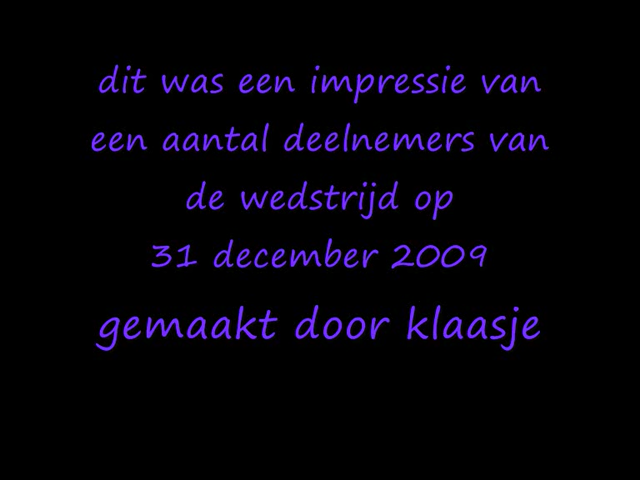 dit was een impressie van
een aantal deelnemers van
de wedstrijd op
31 december 2009
gemaakt door klaasje